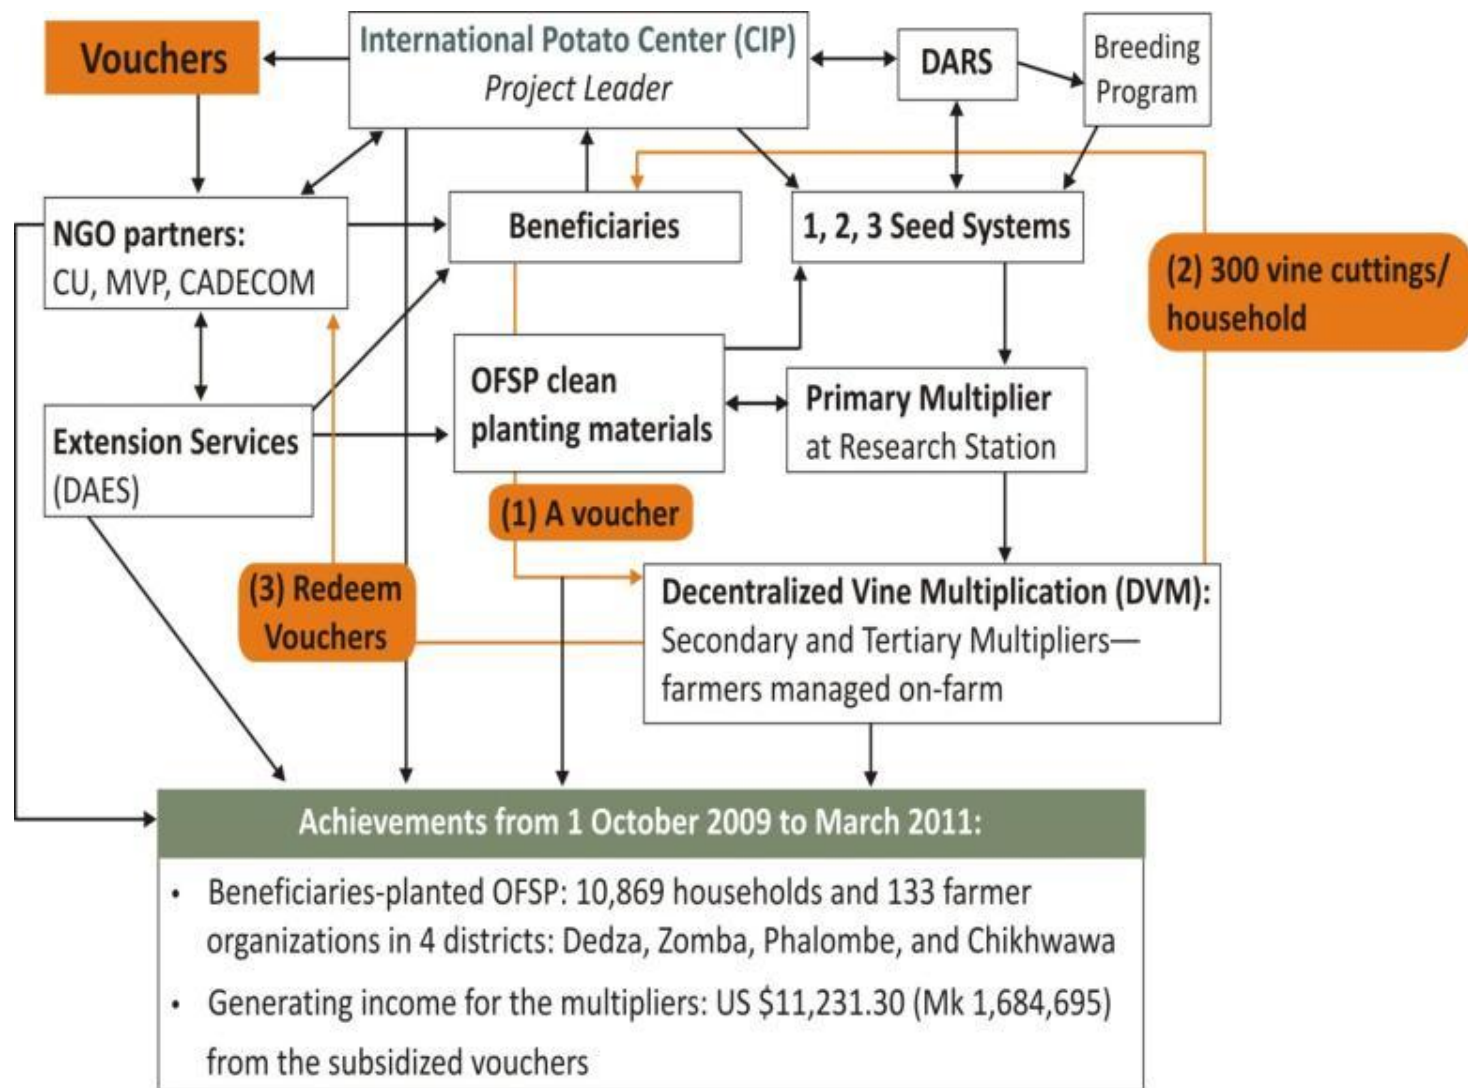 Vouchers
International Potato Center (CIP)
Project Leader
DARS
Breeding
Program
NGO partners:
CU, MVP, CADECOM
Beneficiaries
1, 2, 3 Seed Systems
(2) 300 vine cuttings/
household
OFSP clean
planting materials
Primary Multiplier
at Research Station
Extension Services
(DAES)
(1) A voucher
(3) Redeem
Vouchers
Decentralized Vine Multiplication (DVM):
Secondary and Tertiary Multipliers—
farmers managed on-farm
Achievements from 1 October 2009 to March 2011:
• Beneficiaries-planted OFSP: 10,869 households and 133 farmer
organizations in 4 districts: Dedza, Zomba, Phalombe, and Chikhwawa
• Generating income for the multipliers: US $11,231.30 (Mk 1,684,695)
from the subsidized vouchers